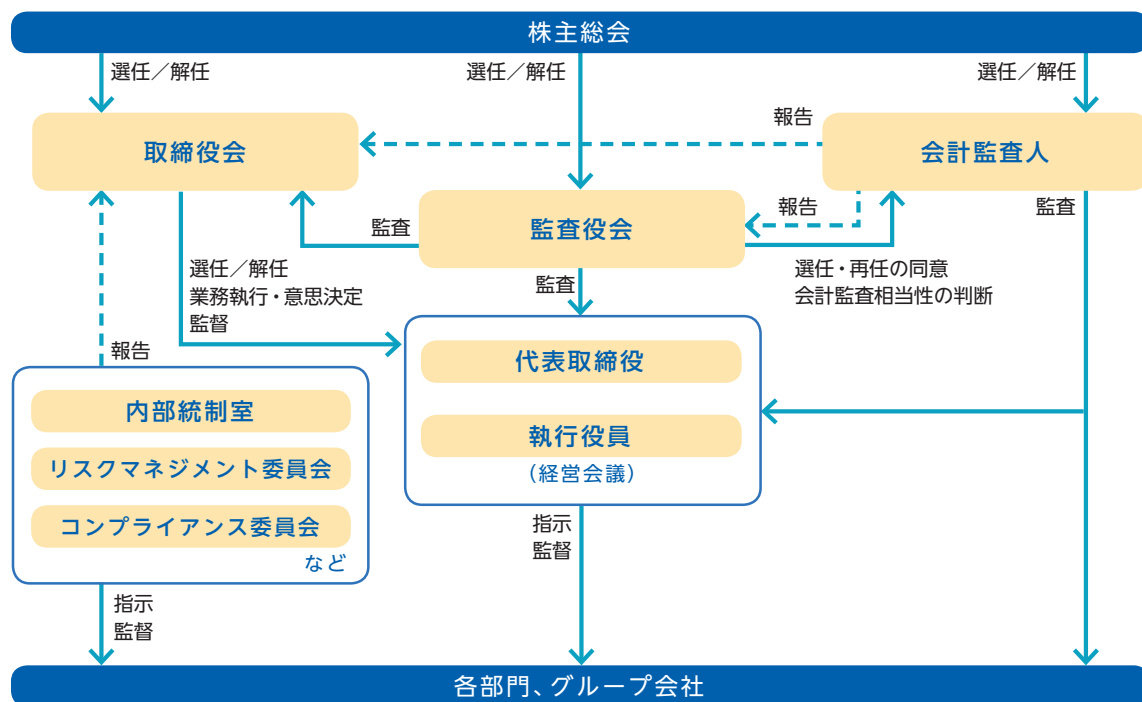 株主総会
選任／解任
選任／解任
選任／解任
報告
取締役会
会計監査人
監査
報告
監査役会
監査
選任／解任
業務執行・意思決定
監督
監査
選任・再任の同意
会計監査相当性の判断
報告
代表取締役
内部統制室
執行役員
（経営会議）
リスクマネジメント委員会
コンプライアンス委員会
など
指示
監督
指示
監督
各部門、グループ会社